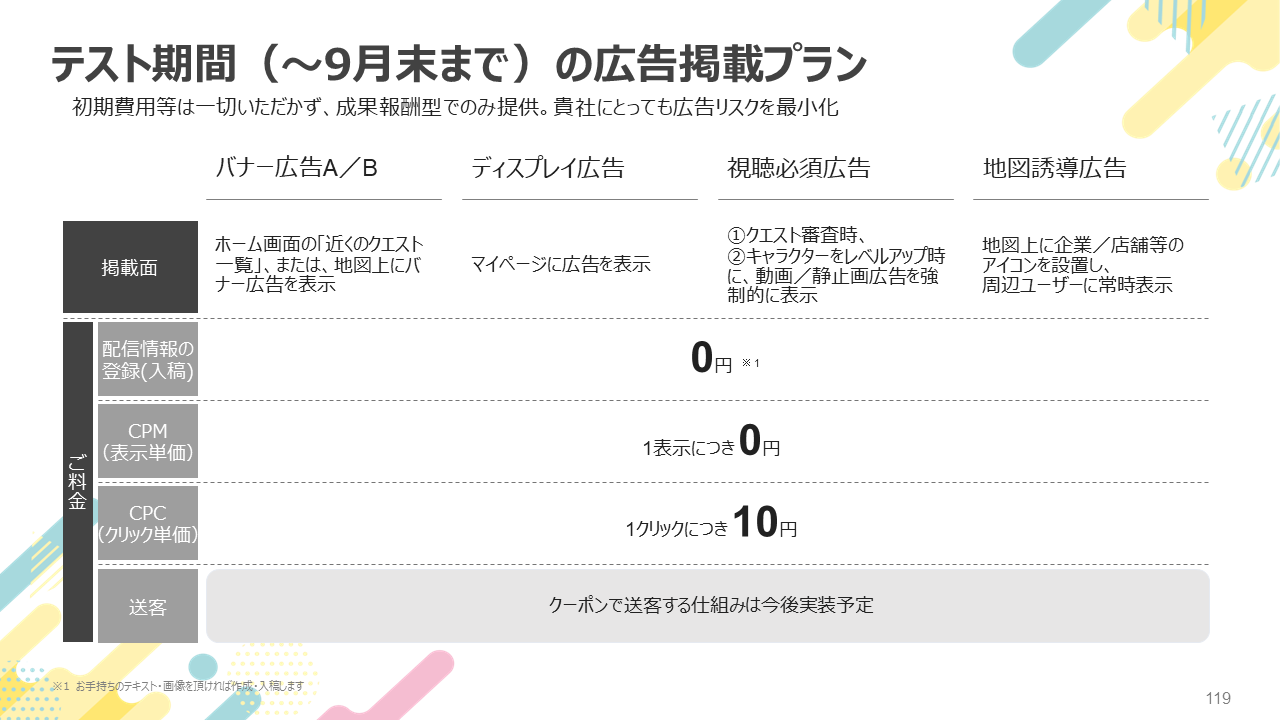 テスト期間（～9月末まで）の広告掲載プラン
初期費用等は一切いただかず、成果報酬型でのみ提供。貴社にとっても広告リスクを最小化
バナー広告A／B
ディスプレイ広告
視聴必須広告
地図誘導広告
掲載面
ホーム画面の「近くのクエスト
一覧」、または、地図上にバ
ナー広告を表示
マイページに広告を表示
①クエスト審査時、
②キャラクターをレベルアップ時
に、動画／静止画広告を強
制的に表示
地図上に企業／店舗等の
アイコンを設置し、
周辺ユーザーに常時表示
料金
配信情報の
登録(入稿)
0円 ※1
CPM
（表示単価）
1表示につき0円
CPC
（クリック単価）
1クリックにつき10円
送客
クーポンで送客する仕組みは今後実装予定
※1 お手持ちのテキスト・画像を頂ければ作成・入稿します
119